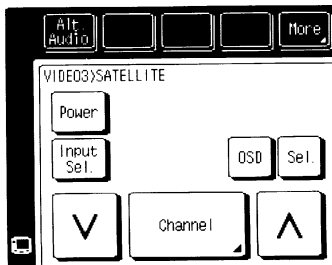 Alt
Audio
More
VIDEO3>SATELLITE
Power
Input
Sel.
OSD
Sel.
Channel